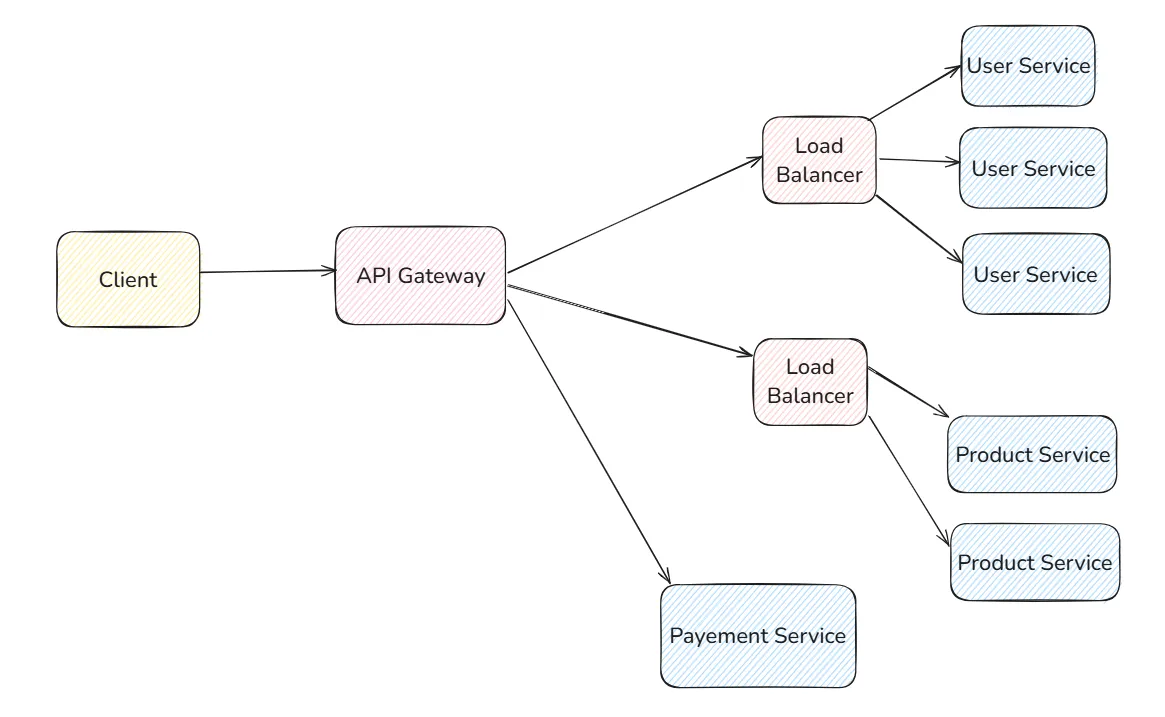 User Service
Load
Balancer
User Service
Client
API Gateway
User Service
Load
Balancer
Product Service
Product Service
Payement Service